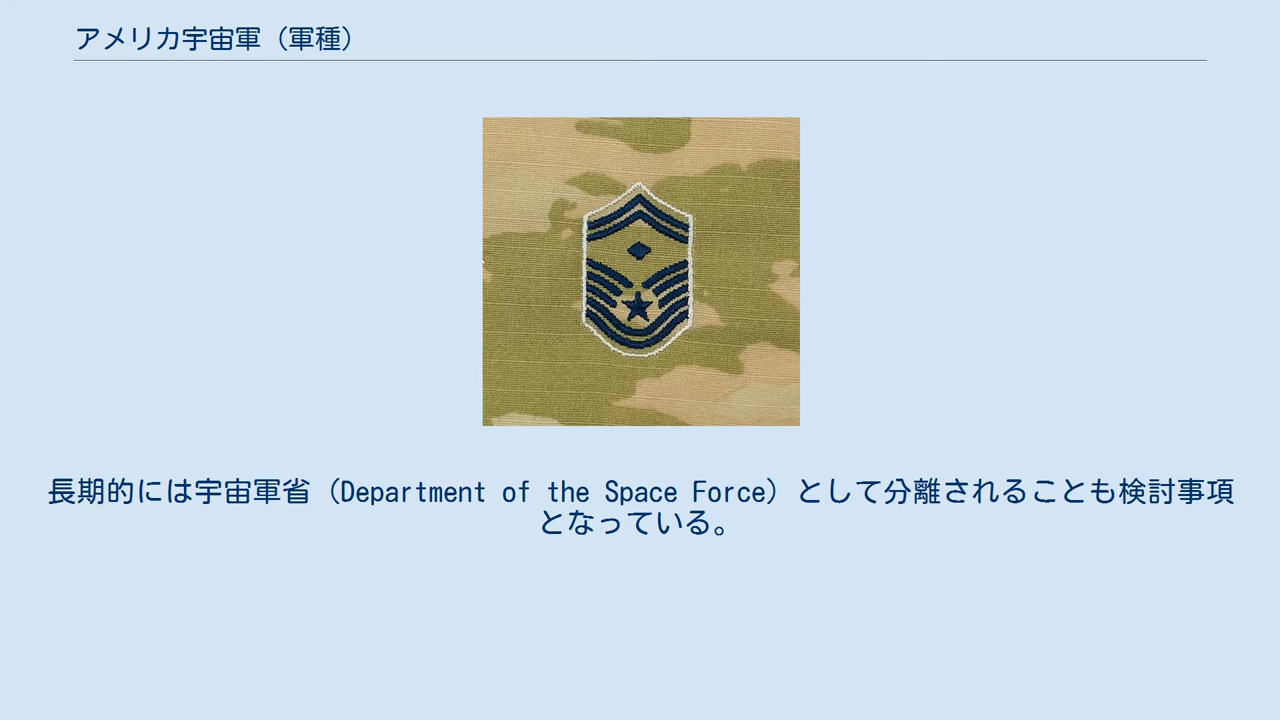 アメリカ宇宙軍（軍種）
長期的には宇宙軍省（Department of the Space Force）として分離されることも検討事項
となっている。